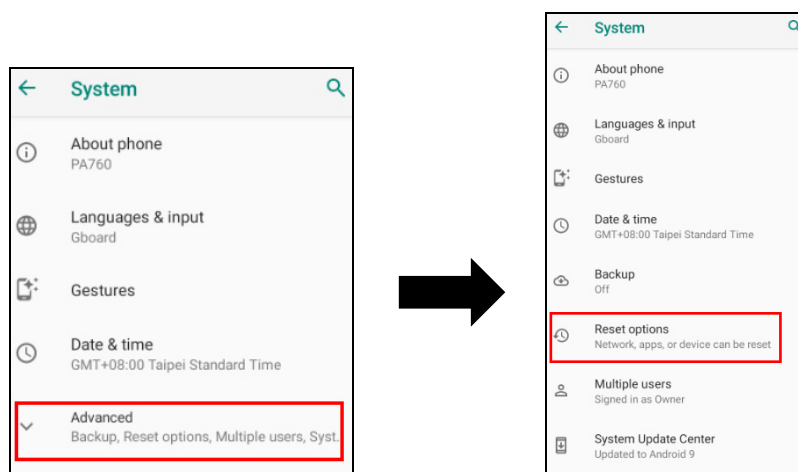 System
About phone
PA760
Languages & input
Gboard
Gestures
Date & time
GMT+08:00 Taipei Standard Time
Advanced
Backup, Reset options, Multiple users, Syst.
System
About phone
PA760
Languages & input
Gboard
Gestures
Date & time
GMT+08:00 Taipei Standard Time
Backup
Off
Reset options
Network, apps, or device can be reset
Multiple users
Signed in as Owner
System Update Center
Updated to Android 9